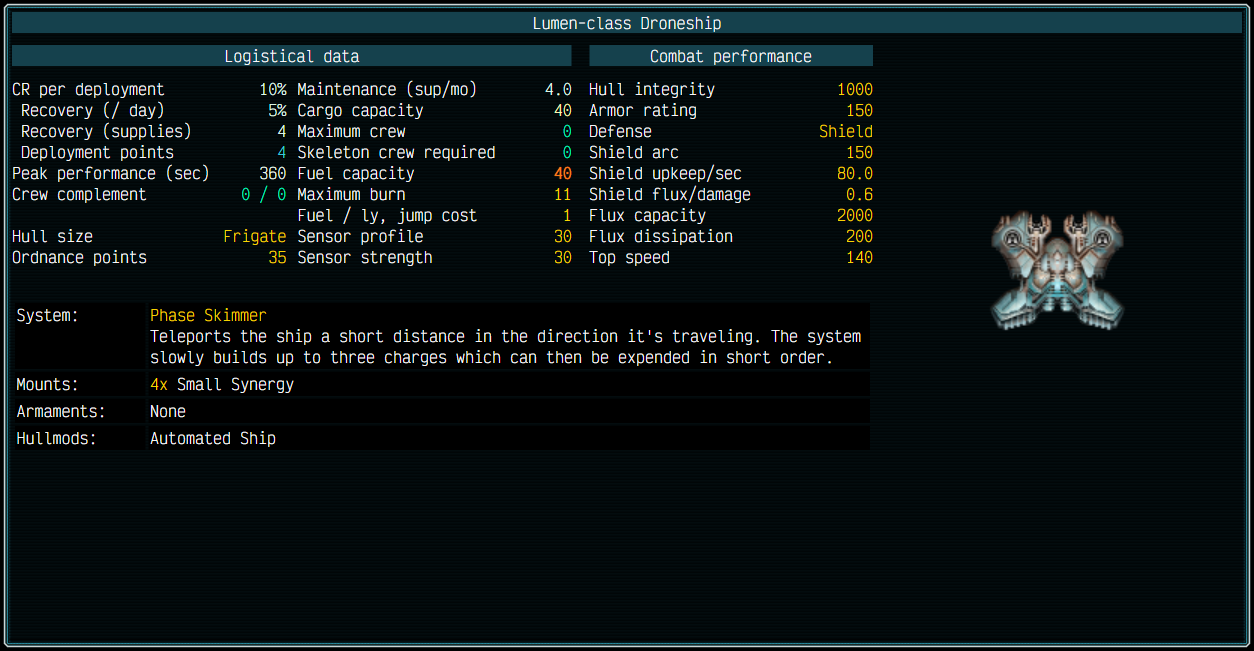 Lumen-class Droneship
Logistical data
CR per deployment 10%
Recovery (/ day) 5%
Recovery (supplies) 4
Deployment points 4
Peak performance (sec) 360
Crew complement 0 / 0
Hull size Frigate
Ordnance points 35
Maintenance (sup/mo) 4.0
Cargo capacity 40
Maximum crew 0
Skeleton crew required 0
Fuel capacity 40
Maximum burn 11
Fuel / ly, jump cost 1
Sensor profile 30
Sensor strength 30
Combat performance
Hull integrity 1000
Armor rating 150
Defense Shield
Shield arc 150
Shield upkeep/sec 80.0
Shield flux/damage 0.6
Flux capacity 2000
Flux dissipation 200
Top speed 140
System: Phase Skimmer
Teleports the ship a short distance in the direction it's traveling. The system
slowly builds up to three charges which can then be expended in short order.
Mounts: 4x Small Synergy
Armaments: None
Hullmods: Automated Ship